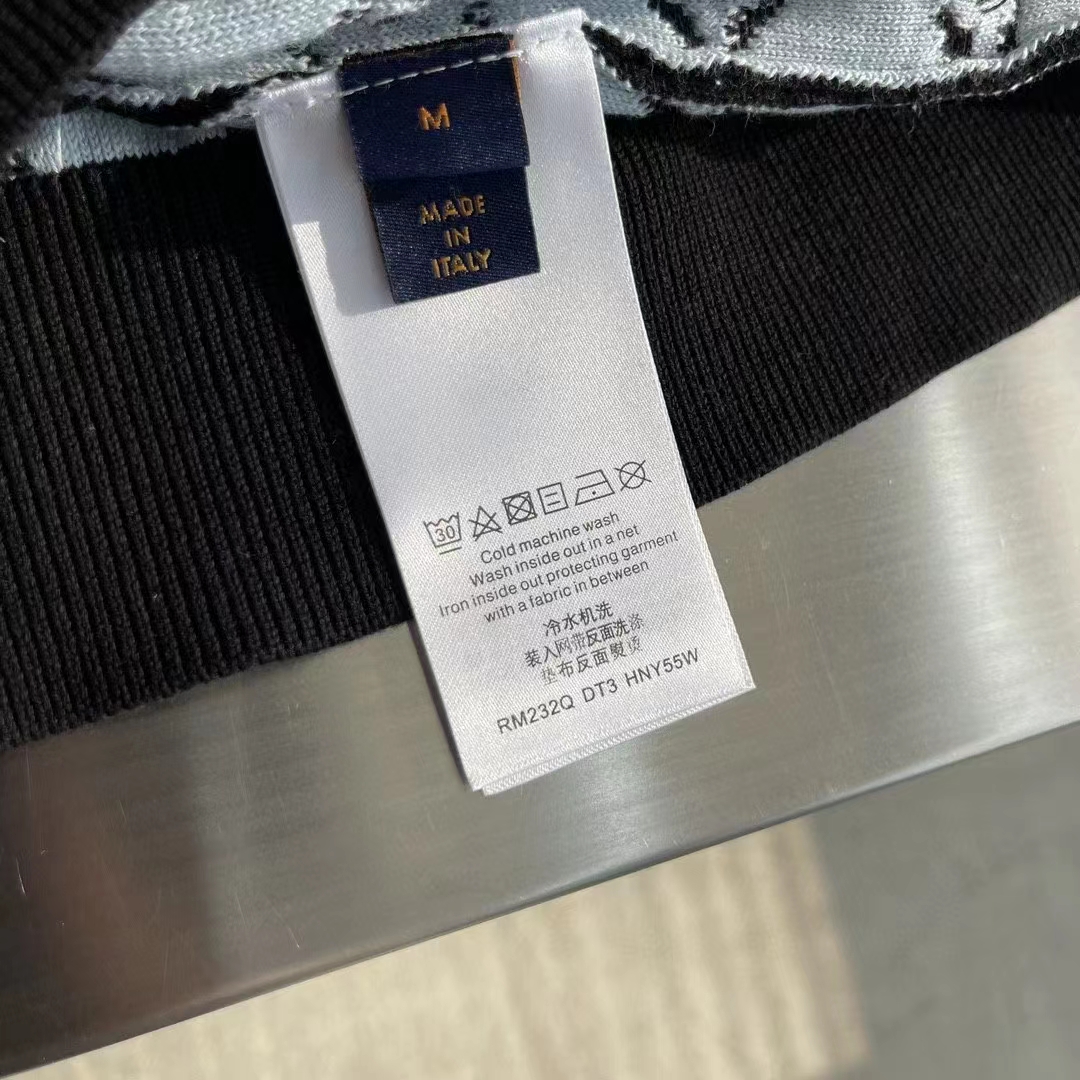 M
MADE
IN
ITALY
30
Cold machine wash
Wash inside out in a net
Iron inside out protecting garment
with a fabric in between
冷水机洗
装入网带反面洗涤
垫布反面熨烫
RM232Q DT3 HNY55W